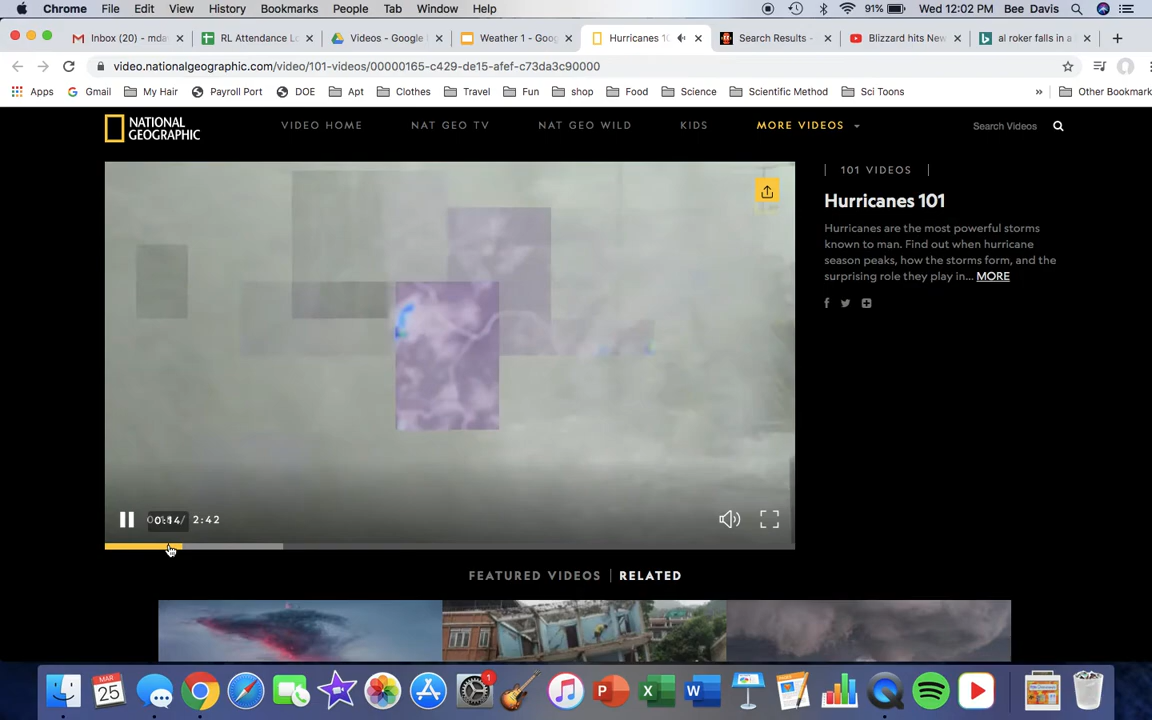 Chrome File Edit View History Bookmarks People Tab Window Help 91% Wed 12:02 PM Bee Davis
Inbox (20) - mda RL Attendance Lo Videos - Google Weather 1 - Goog Hurricanes 10 Search Results - Blizzard hits New al roker falls in a
video.nationalgeographic.com/video/101-videos/00000165-c429-de15-afef-c73da3c90000
Apps Gmail My Hair Payroll Port DOE Apt Clothes Travel Fun shop Food Science Scientific Method Sci Toons » Other Bookmark
NATIONAL GEOGRAPHIC VIDEO HOME NAT GEO TV NAT GEO WILD KIDS MORE VIDEOS Search Videos
101 VIDEOS
Hurricanes 101
Hurricanes are the most powerful storms
known to man. Find out when hurricane
season peaks, how the storms form, and the
surprising role they play in... MORE
0:14 / 2:42
FEATURED VIDEOS RELATED
MAR
25
1